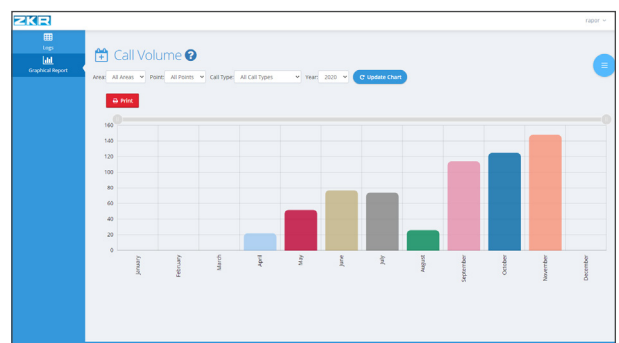 ZKR
rapor
Logs
Graphical Report
Call Volume ?
Area: All Areas Point: All Points Call Type: All Call Types Year: 2020 Update Chart
Print
160
140
120
100
80
60
40
20
0
January February March April May June July August September October November December